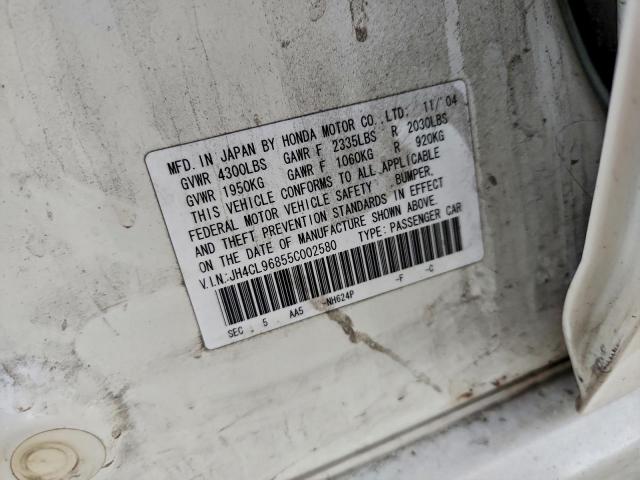 MFD. IN JAPAN BY HONDA MOTOR CO.,LTD. 11/'04
GVWR 4300LBS GAWR F 2335LBS R 2030LBS
GVWR 1950KG GAWR F 1060KG R 920KG
THIS VEHICLE CONFORMS TO ALL APPLICABLE
FEDERAL MOTOR VEHICLE SAFETY, BUMPER,
AND THEFT PREVENTION STANDARDS IN EFFECT
ON THE DATE OF MANUFACTURE SHOWN ABOVE.
V.I.N.:JH4CL96855C002580 TYPE: PASSENGER CAR
SEC. 5 AA5 -NH624P -F -C